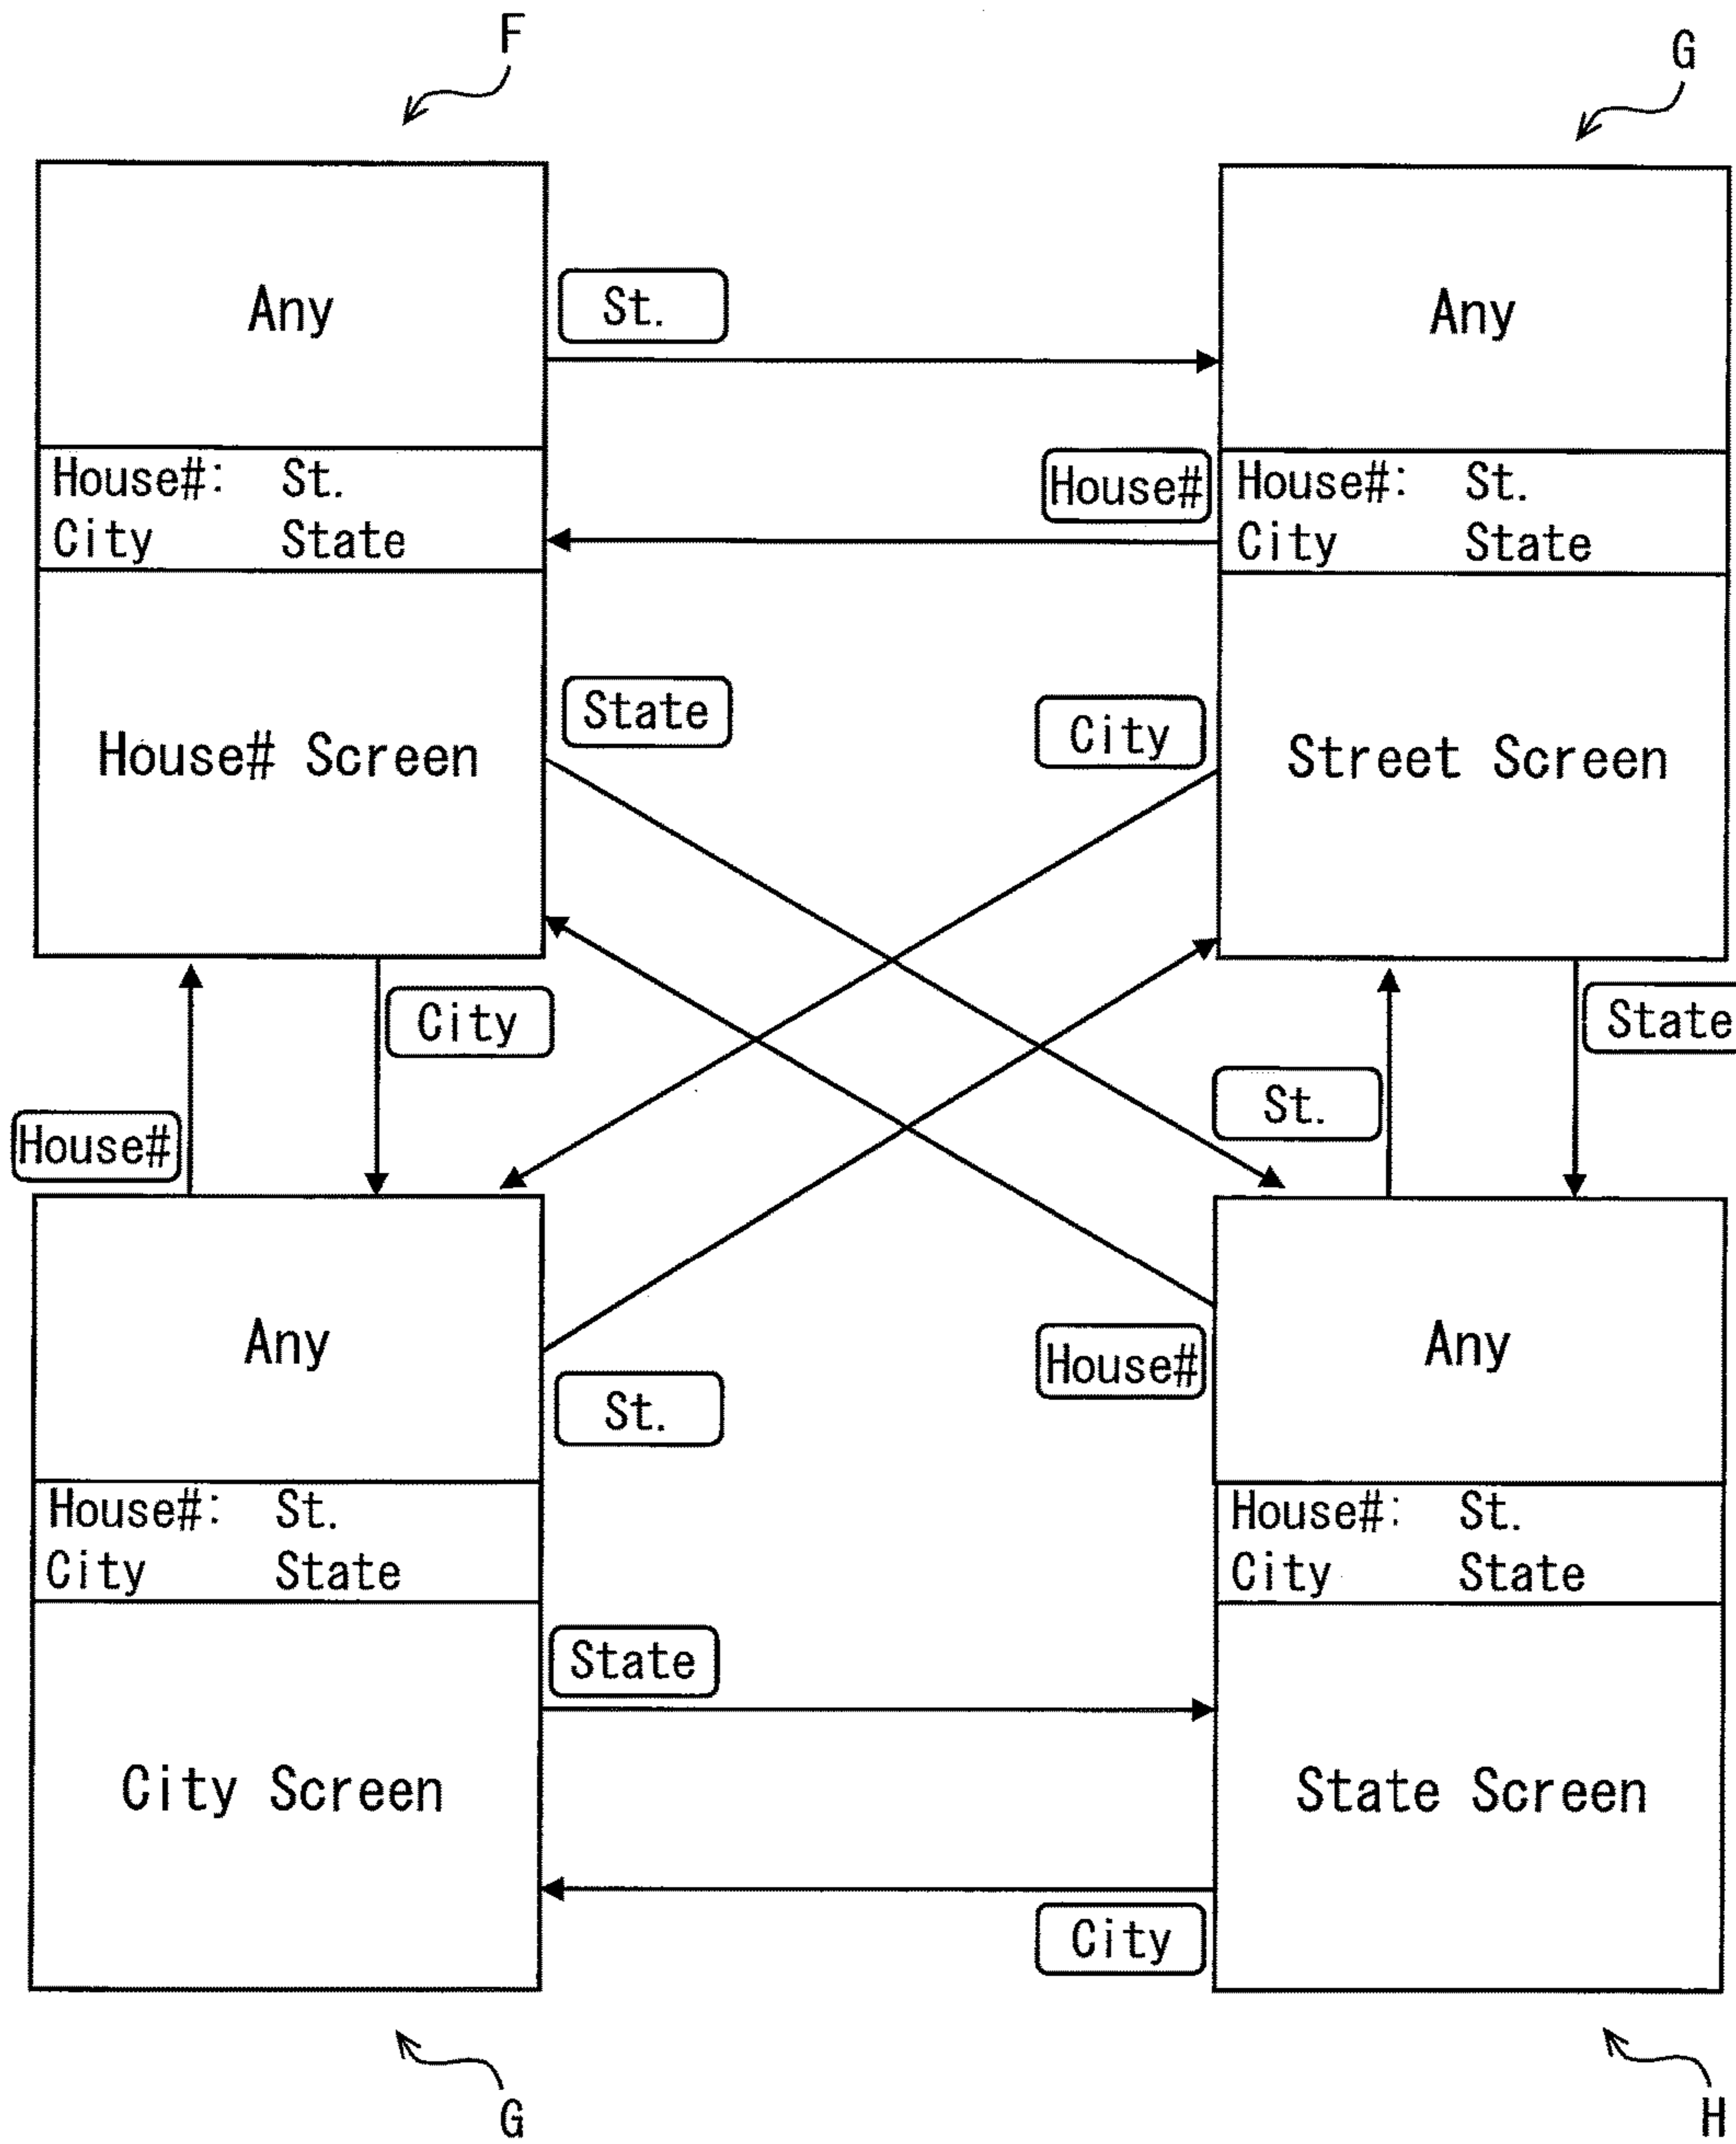 F
G
Any
St.
Any
House#: St.
City State
House#
House#: St.
City State
House# Screen
State
City
Street Screen
City
State
St.
House#
Any
St.
House#
Any
House#: St.
City State
House#: St.
City State
State
City Screen
State Screen
City
G
H